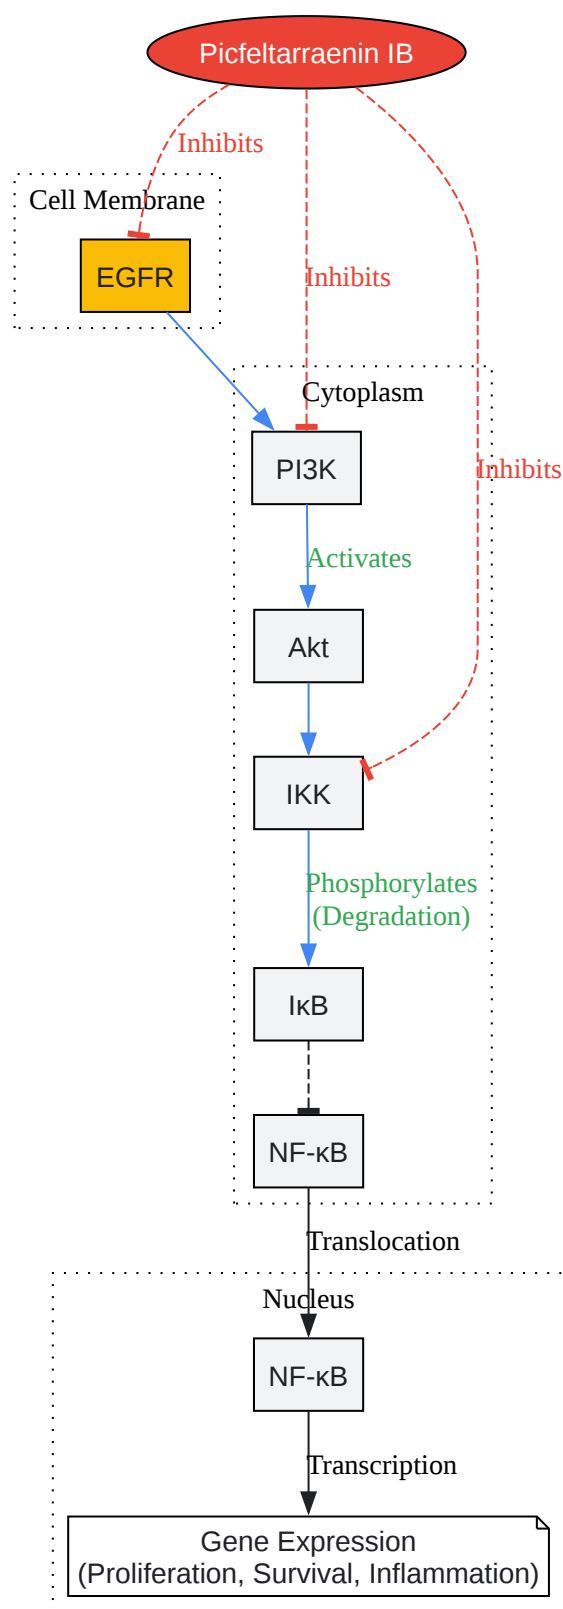 Picfeltarraenin IB
Inhibits
Cell Membrane
EGFR
Inhibits
Cytoplasm
PI3K
Inhibits
Activates
Akt
IKK
Phosphorylates
(Degradation)
IκB
NF-κB
Translocation
Nucleus
NF-κB
Transcription
Gene Expression
(Proliferation, Survival, Inflammation)